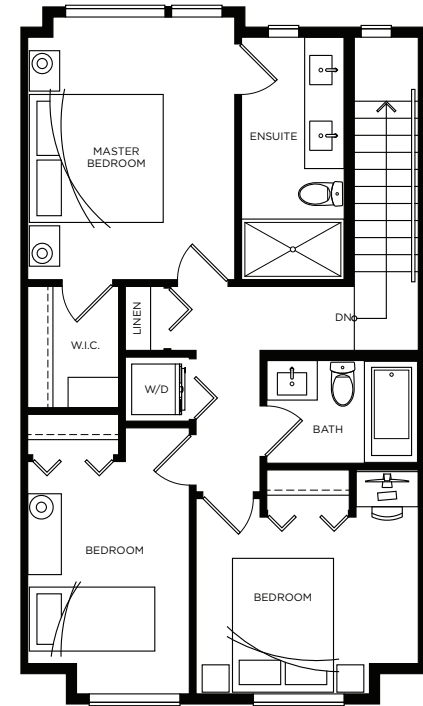 MASTER
BEDROOM
ENSUITE
LINEN
DN
W.I.C.
W/D
BATH
BEDROOM
BEDROOM